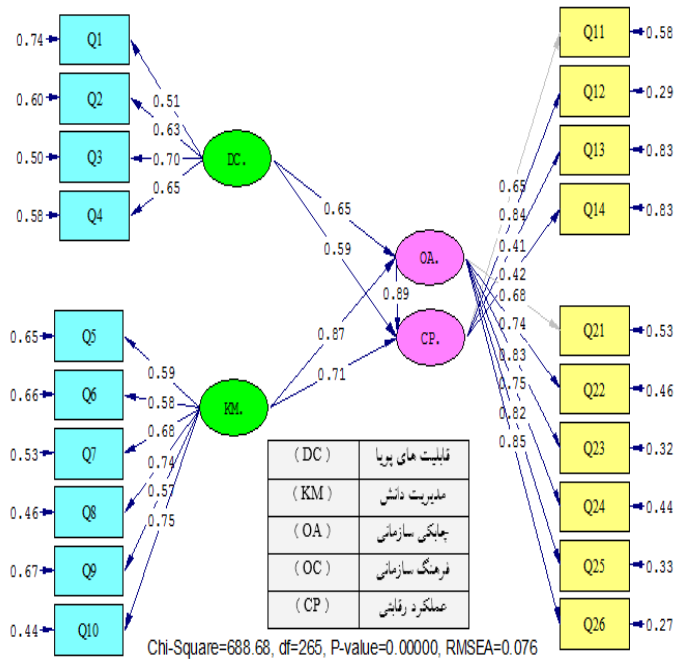 0.74 Q1
0.60 Q2
0.50 Q3
0.58 Q4
0.51
0.63
0.70
0.65
DC.
0.65 Q5
0.66 Q6
0.53 Q7
0.46 Q8
0.67 Q9
0.44 Q10
0.59
0.58
0.68
0.74
0.57
0.75
KM.
0.65
0.59
0.87
0.71
OA.
0.89
CP.
0.65
0.84
0.41
0.42
0.68
0.74
0.83
0.75
0.82
0.85
Q11 0.58
Q12 0.29
Q13 0.83
Q14 0.83
Q21 0.53
Q22 0.46
Q23 0.32
Q24 0.44
Q25 0.33
Q26 0.27
( DC ) قابلیت های پویا
( KM ) مدیریت دانش
( OA ) چابکی سازمانی
( OC ) فرهنگ سازمانی
( CP ) عملکرد رقابتی
Chi-Square=688.68, df=265, P-value=0.00000, RMSEA=0.076